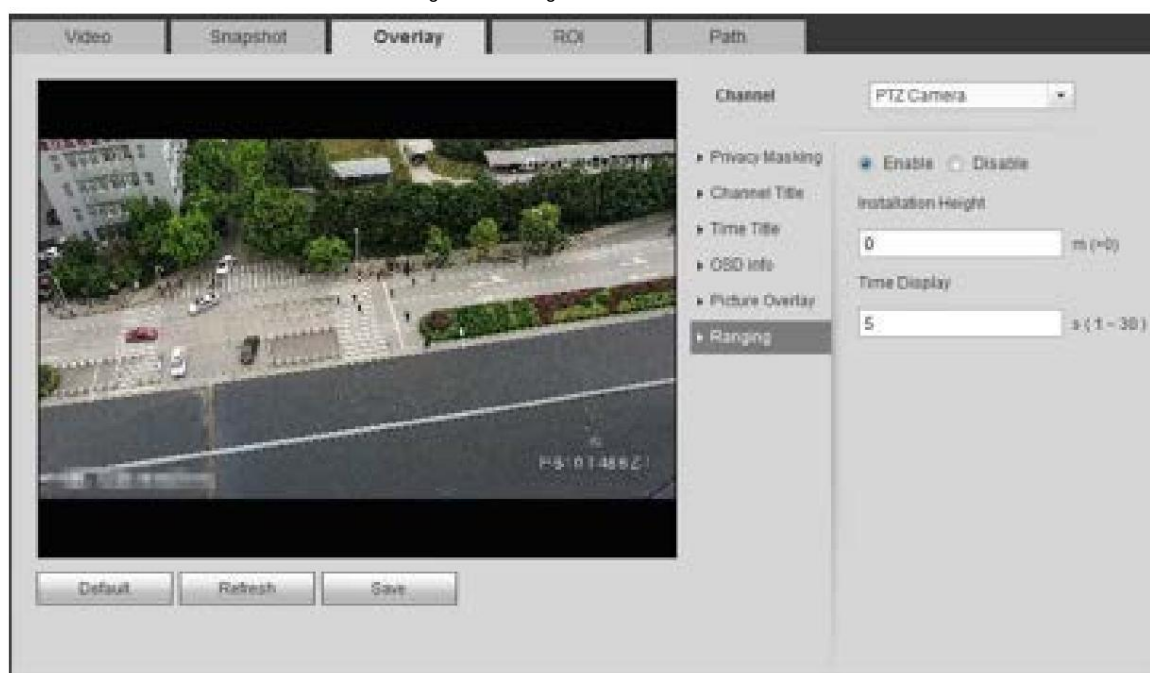 Video Snapshot Overlay ROI Path
Channel PTZ Camera
Privacy Masking
Channel Title
Time Title
OSD info
Picture Overlay
Ranging
Enable Disable
Installation Height
0 m (>0)
Time Display
5 s ( 1 ~ 30 )
Default Refresh Save